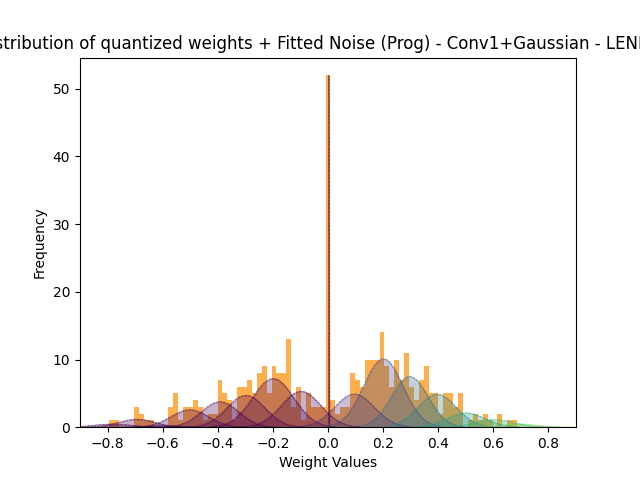 stribution of quantized weights + Fitted Noise (Prog) - Conv1+Gaussian - LEN
50
40
30
20
10
0
Frequency
−0.8 −0.6 −0.4 −0.2 0.0 0.2 0.4 0.6 0.8
Weight Values